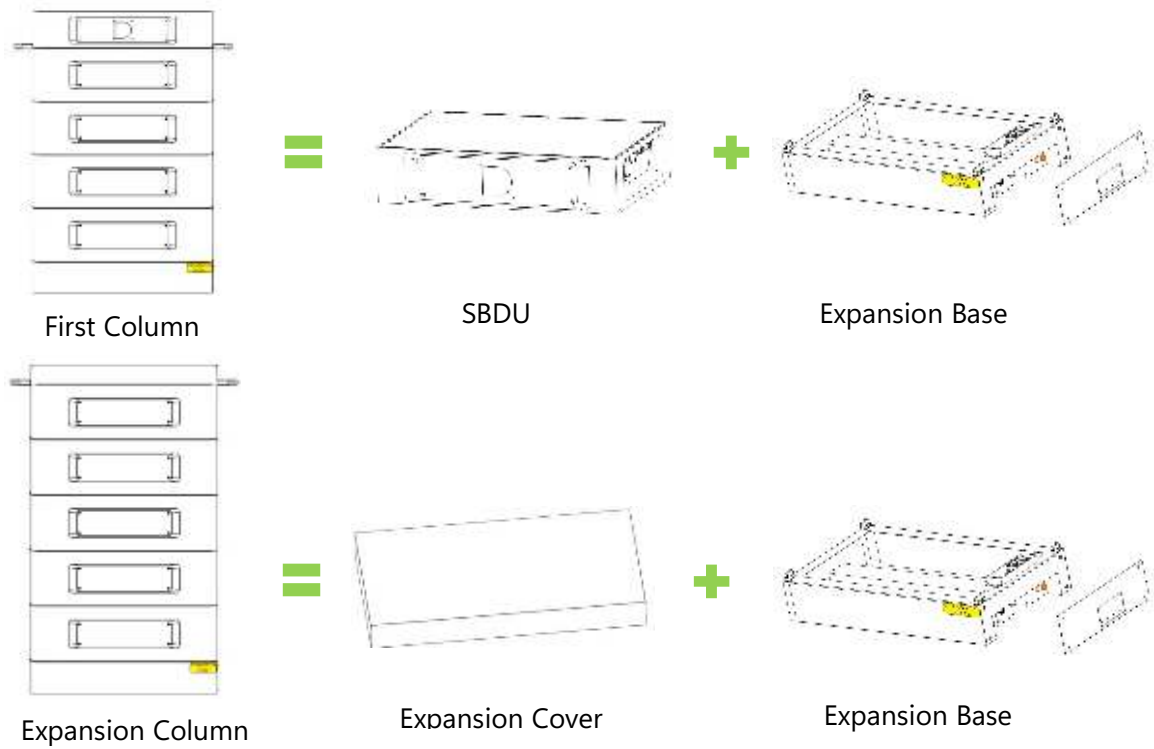 First Column
SBDU
Expansion Base
Expansion Column
Expansion Cover
Expansion Base